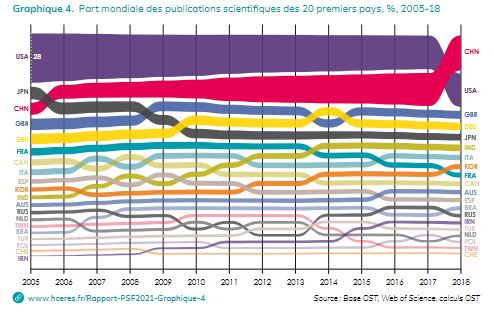 Graphique 4. Part mondiale des publications scientifiques des 20 premiers pays, %, 2005-18
USA
JPN
CHN
GBR
DEU
FRA
CAN
ITA
ESP
KOR
IND
AUS
RUS
NLD
TWN
BRA
TUR
POL
CHE
IRN
CHN
USA
GBR
DEU
JPN
IND
ITA
KOR
FRA
CAN
AUS
ESP
BRA
RUS
IRN
TUR
NLD
POL
TWN
CHE
2005 2006 2007 2008 2009 2010 2011 2012 2013 2014 2015 2016 2017 2018
www.hceres.fr/Rapport-PSF2021-Graphique-4
Source : Base OST, Web of Science, calculs OST